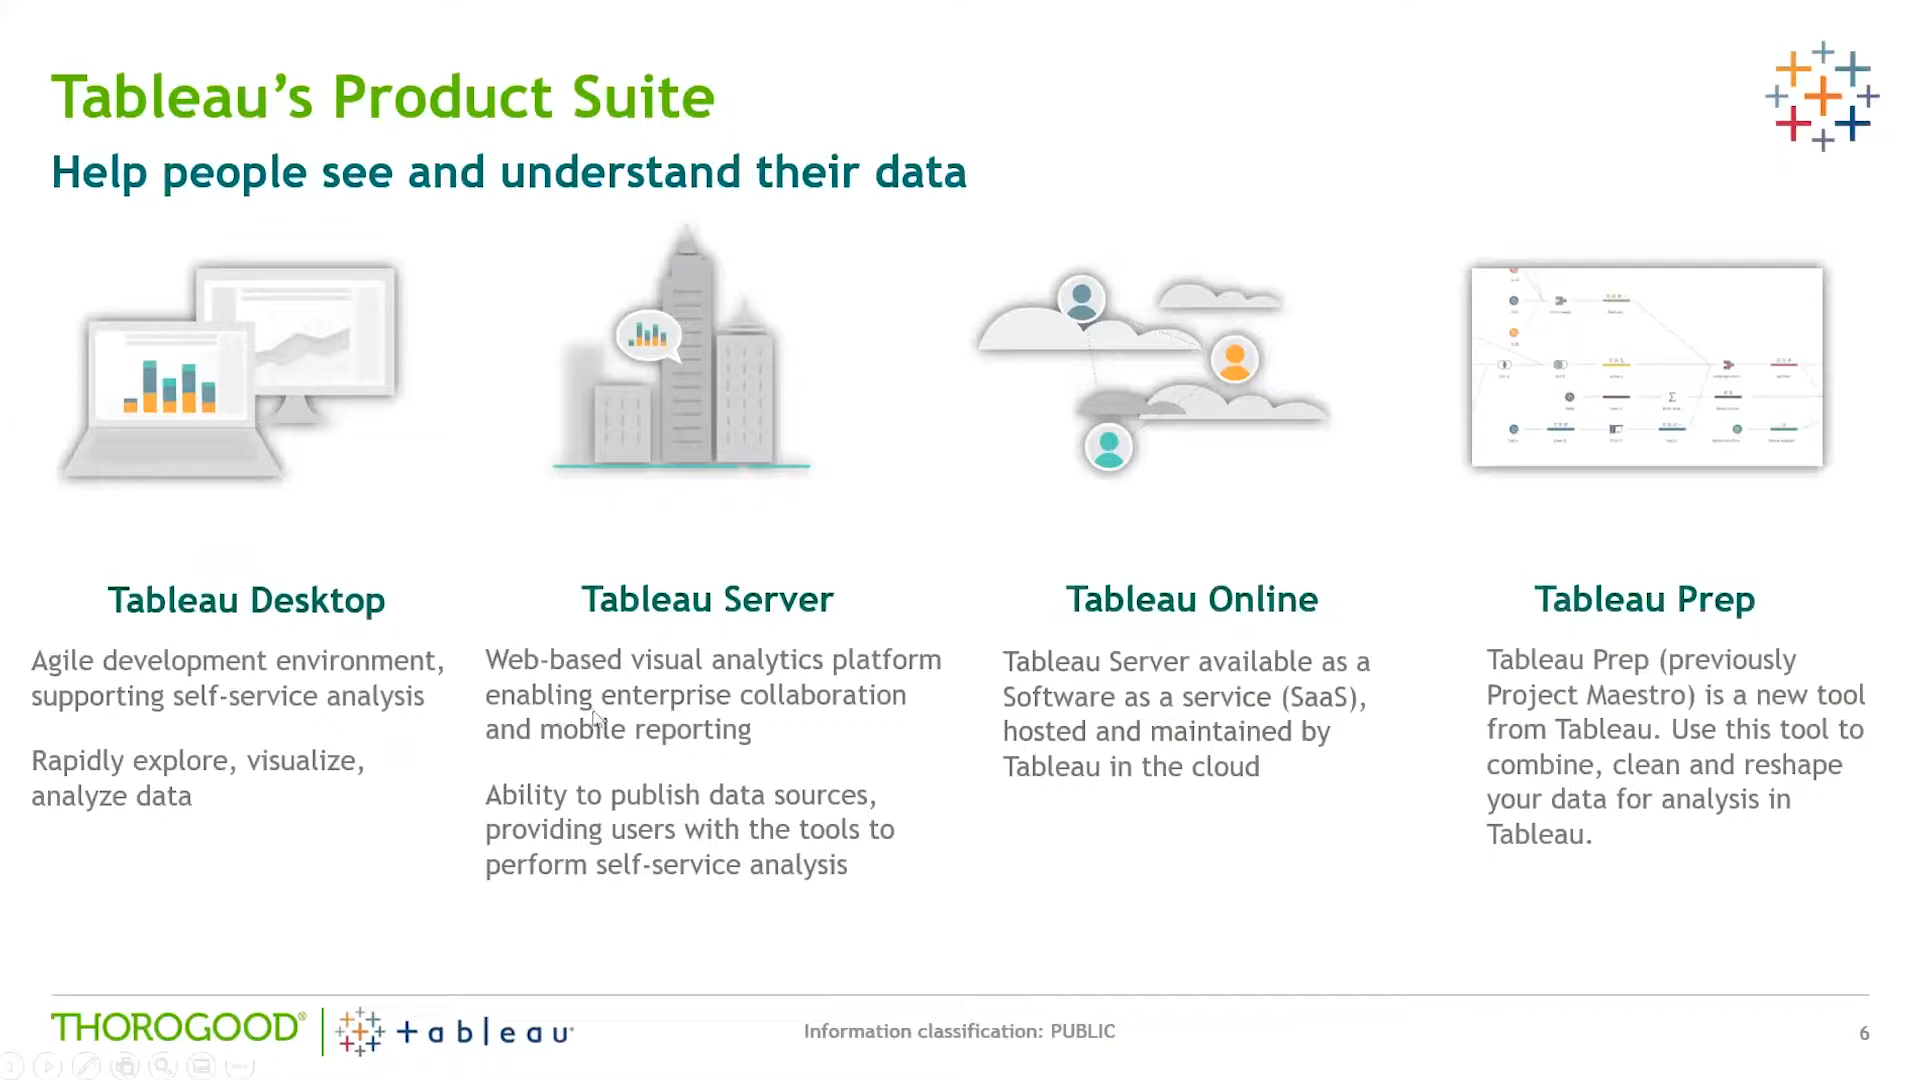 Tableau’s Product Suite
Help people see and understand their data
Tableau Desktop
Agile development environment,
supporting self-service analysis
Rapidly explore, visualize,
analyze data
Tableau Server
Web-based visual analytics platform
enabling enterprise collaboration
and mobile reporting
Ability to publish data sources,
providing users with the tools to
perform self-service analysis
Tableau Online
Tableau Server available as a
Software as a service (SaaS),
hosted and maintained by
Tableau in the cloud
Tableau Prep
Tableau Prep (previously
Project Maestro) is a new tool
from Tableau. Use this tool to
combine, clean and reshape
your data for analysis in
Tableau.
THOROGOOD®
+ableau
Information classification: PUBLIC
6